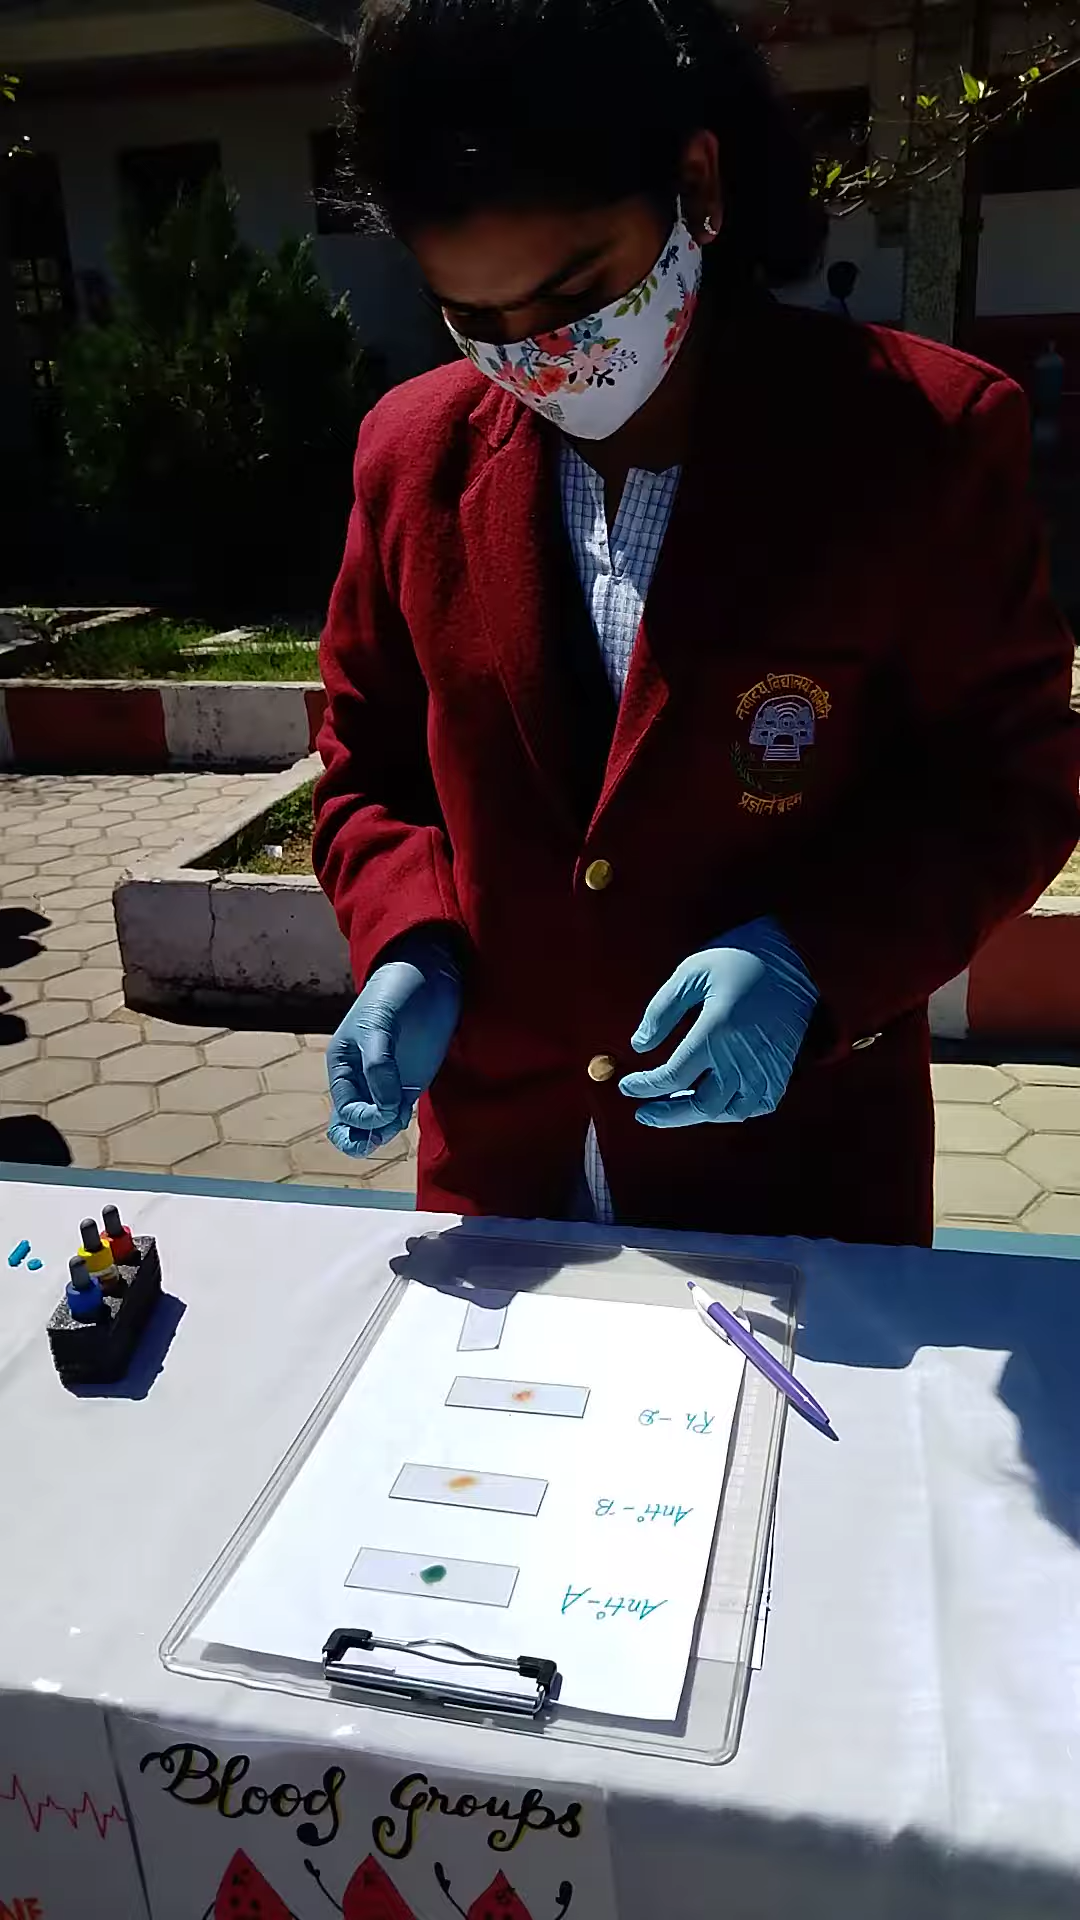 नवोदय विद्यालय समिति
प्रज्ञानं ब्रह्म
Rh-D
Anti-B
Anti-A
Blood Groups